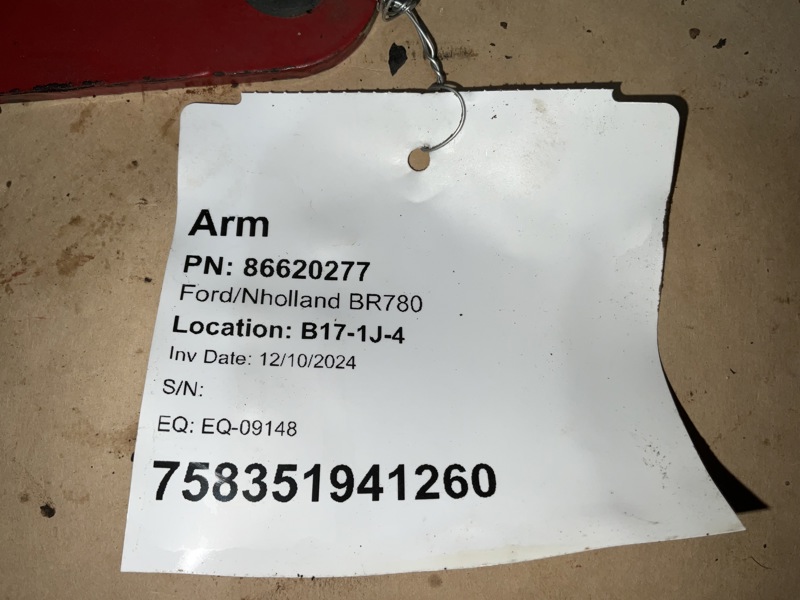 Arm
PN: 86620277
Ford/Nholland BR780
Location: B17-1J-4
Inv Date: 12/10/2024
S/N:
EQ: EQ-09148
758351941260